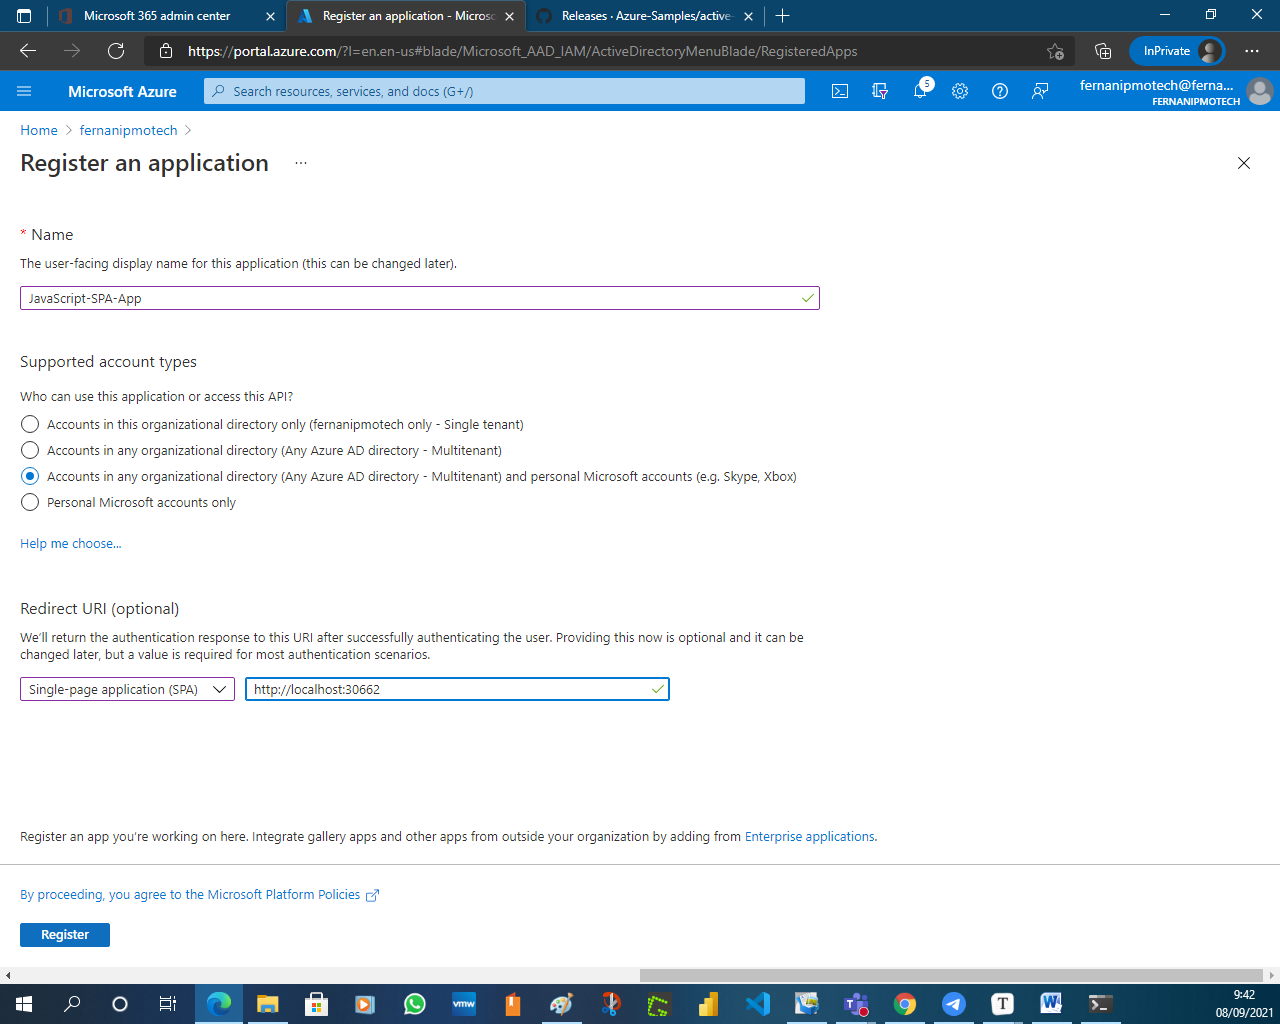 Microsoft 365 admin center
Register an application - Microsc
Releases · Azure-Samples/active-
https://portal.azure.com/?l=en.en-us#blade/Microsoft_AAD_IAM/ActiveDirectoryMenuBlade/RegisteredApps
InPrivate
Microsoft Azure
Search resources, services, and docs (G+/)
5
fernanipmotech@ferna...
FERNANIPMOTECH
Home > fernanipmotech >
Register an application ...
* Name
The user-facing display name for this application (this can be changed later).
JavaScript-SPA-App
Supported account types
Who can use this application or access this API?
Accounts in this organizational directory only (fernanipmotech only - Single tenant)
Accounts in any organizational directory (Any Azure AD directory - Multitenant)
Accounts in any organizational directory (Any Azure AD directory - Multitenant) and personal Microsoft accounts (e.g. Skype, Xbox)
Personal Microsoft accounts only
Help me choose...
Redirect URI (optional)
We'll return the authentication response to this URI after successfully authenticating the user. Providing this now is optional and it can be
changed later, but a value is required for most authentication scenarios.
Single-page application (SPA)
http://localhost:30662
Register an app you're working on here. Integrate gallery apps and other apps from outside your organization by adding from Enterprise applications.
By proceeding, you agree to the Microsoft Platform Policies
Register
vmw
T
9:42
08/09/2021